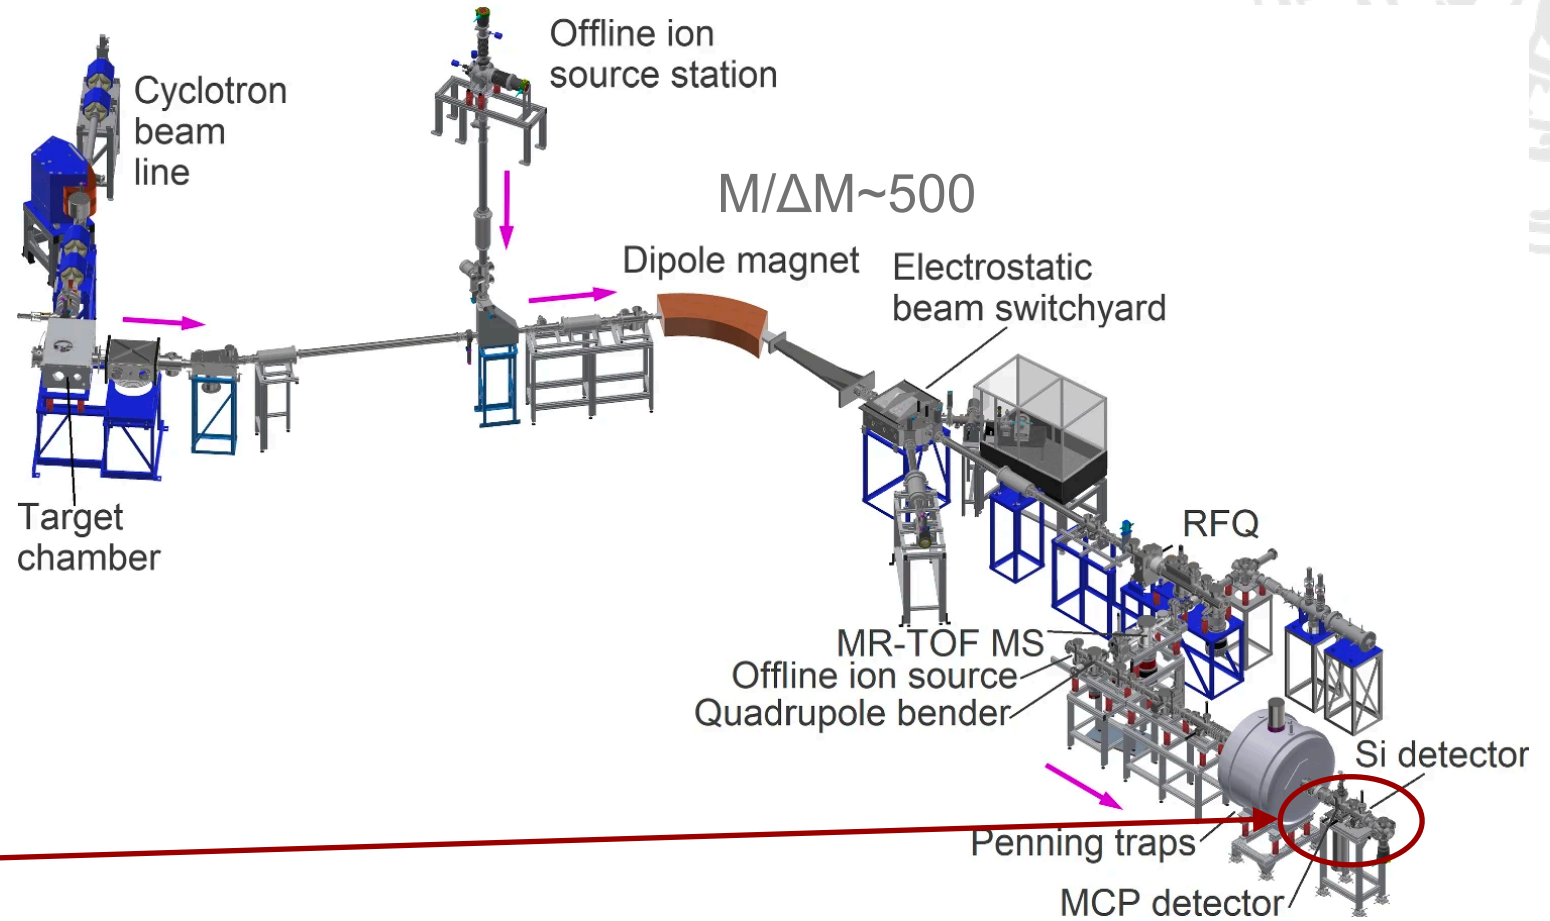 Offline ion
source station
Cyclotron
beam
line
M/ΔM~500
Dipole magnet
Electrostatic
beam switchyard
Target
chamber
RFQ
MR-TOF MS
Offline ion source
Quadrupole bender
Si detector
Penning traps
MCP detector